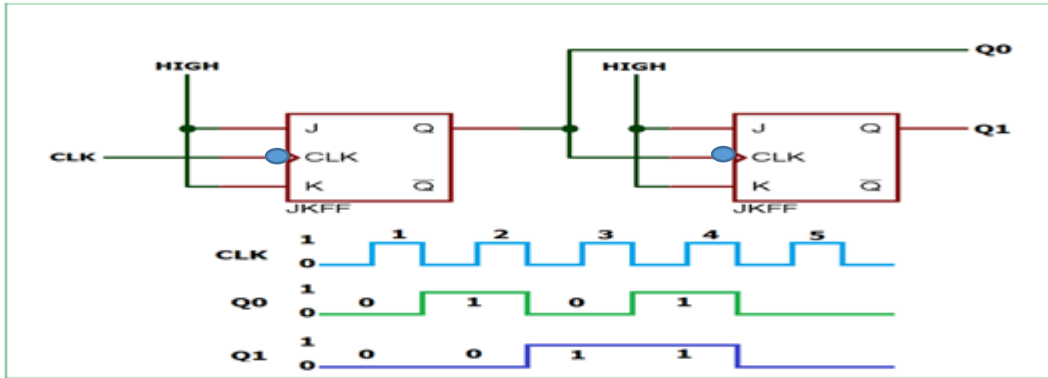 Q0
HIGH HIGH
J Q J Q Q1
CLK CLK CLK
K Q K Q
JKFF JKFF
CLK 1 0 1 2 3 4 5
Q0 1 0 0 1 0 1
Q1 1 0 0 0 1 1